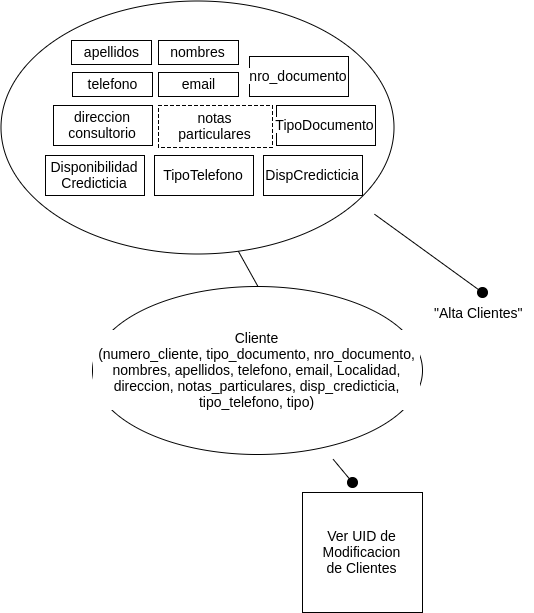 apellidos
nombres
telefono
email
nro_documento
direccion
consultorio
notas
particulares
TipoDocumento
Disponibilidad
Credicticia
TipoTelefono
DispCredicticia
"Alta Clientes"
Cliente
(numero_cliente, tipo_documento, nro_documento,
nombres, apellidos, telefono, email, Localidad,
direccion, notas_particulares, disp_credicticia,
tipo_telefono, tipo)
Ver UID de
Modificacion
de Clientes